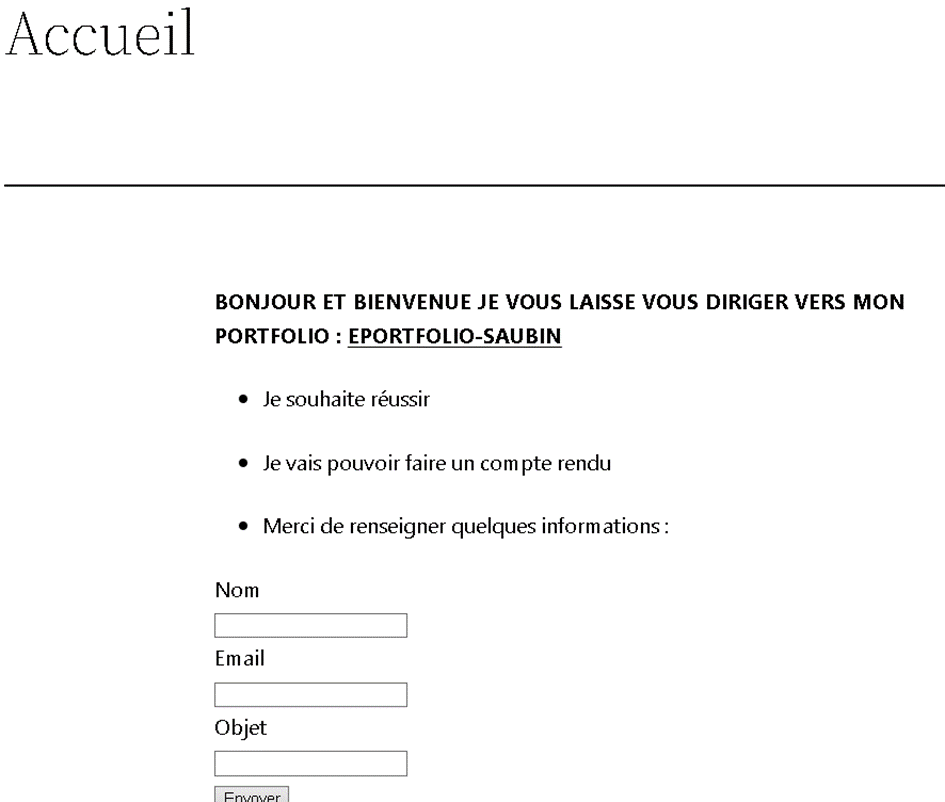 Accueil
BONJOUR ET BIENVENUE JE VOUS LAISSE VOUS DIRIGER VERS MON
PORTFOLIO : EPORTFOLIO-SAUBIN
Je souhaite réussir
Je vais pouvoir faire un compte rendu
Merci de renseigner quelques informations :
Nom
Email
Objet
Envoyer